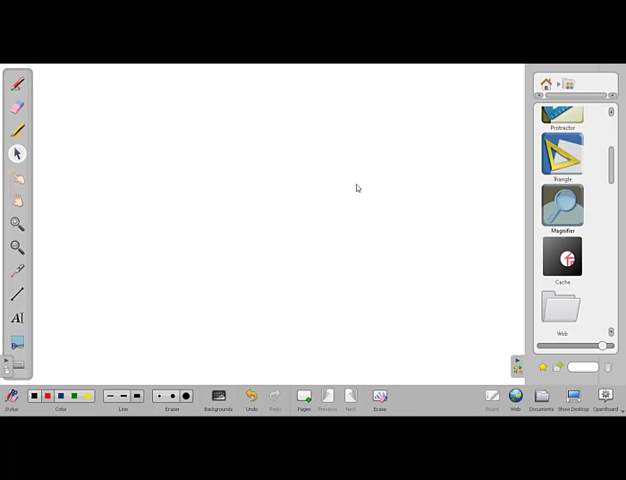 Protractor
Triangle
Magnifier
Cache
Web
AI
Stylus
Color
Line
Eraser
Backgrounds
Undo
Redo
Pages
Previous
Next
Erase
Board
Web
Documents
Show Desktop
OpenBoard